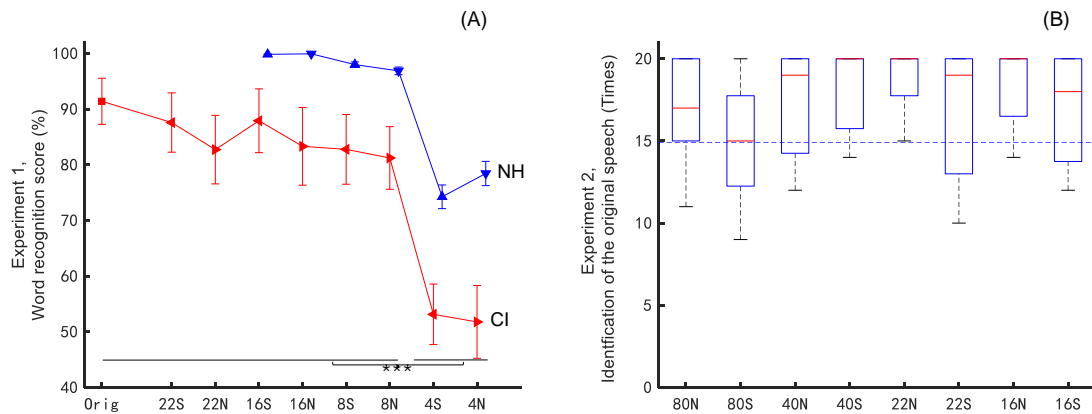 (A)
Experiment 1,
Word recognition score (%)
100
90
80
70
60
50
40
NH
CI
***
Orig 22S 22N 16S 16N 8S 8N 4S 4N
(B)
Experiment 2,
Identfication of the original speech (Times)
20
15
10
5
0
80N 80S 40N 40S 22N 22S 16N 16S